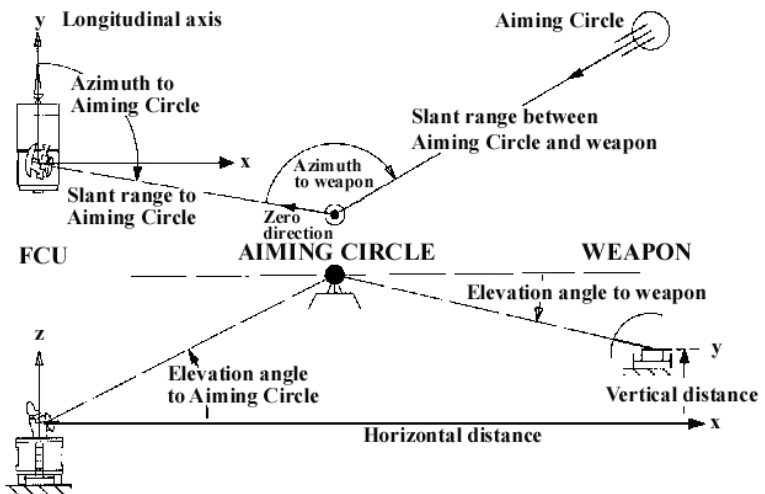 y Longitudinal axis
Aiming Circle
Azimuth to
Aiming Circle
x
Slant range to
Aiming Circle
Azimuth
to weapon
Slant range between
Aiming Circle and weapon
Zero
direction
FCU
AIMING CIRCLE
WEAPON
Elevation angle to weapon
z
y
Elevation angle
to Aiming Circle
Vertical distance
x
Horizontal distance